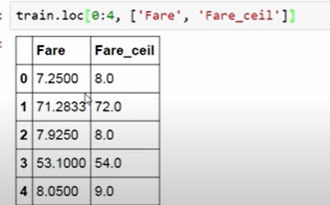 : train.loc[0:4, ['Fare', 'Fare_ceil']]
Fare Fare_ceil
0 7.2500 8.0
1 71.2833 72.0
2 7.9250 8.0
3 53.1000 54.0
4 8.0500 9.0